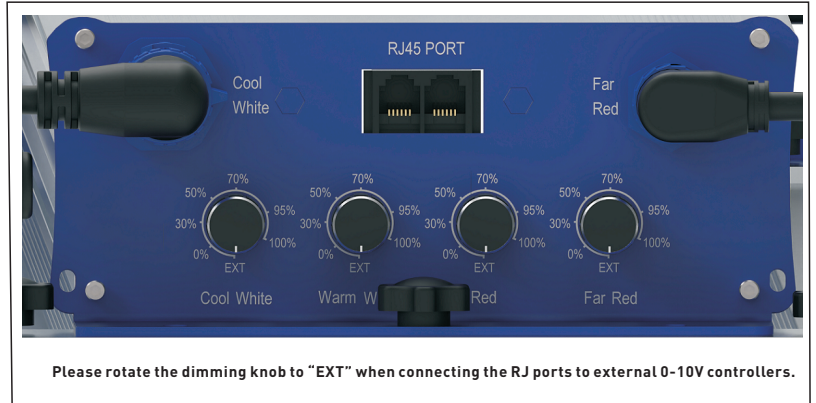 RJ45 PORT
Cool
White
Far
Red
70% 70% 70% 70%
50% 50% 50% 50%
95% 95% 95% 95%
30% 30% 30% 30%
100% 100% 100% 100%
0% 0% 0% 0%
EXT EXT EXT EXT
Cool White Warm W Red Far Red
Please rotate the dimming knob to “EXT” when connecting the RJ ports to external 0-10V controllers.